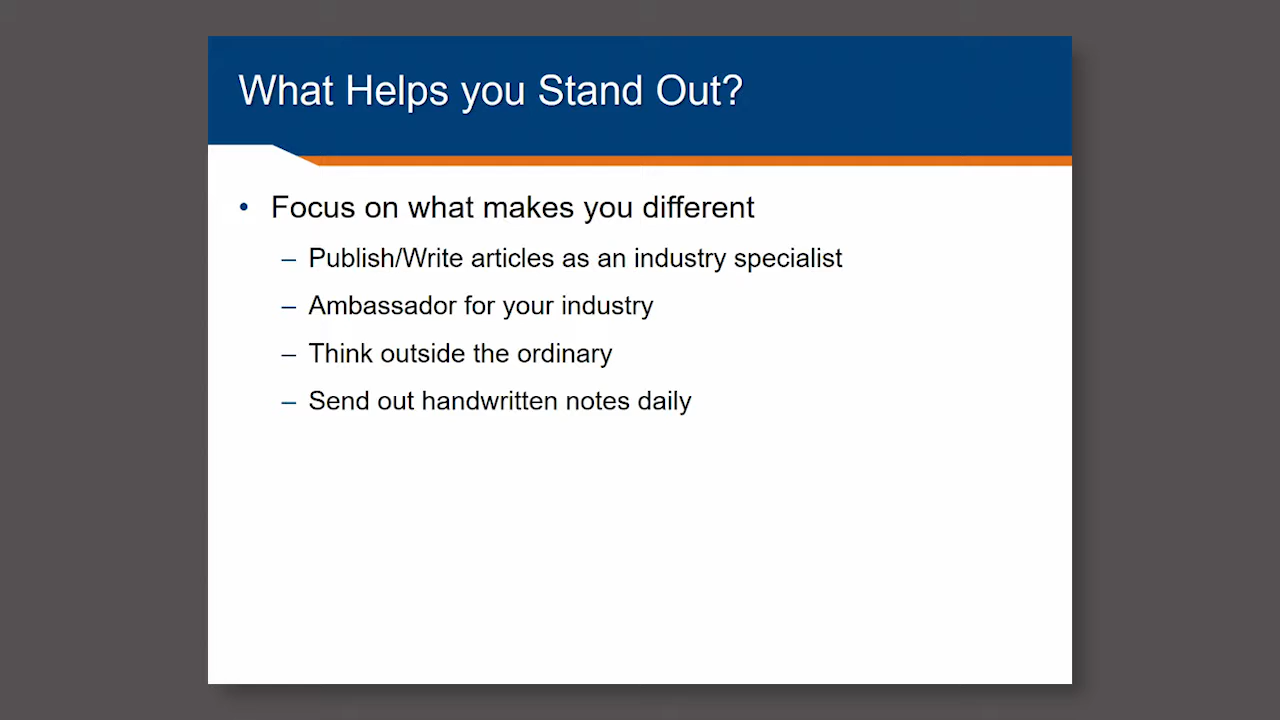 What Helps you Stand Out?
• Focus on what makes you different
– Publish/Write articles as an industry specialist
– Ambassador for your industry
– Think outside the ordinary
– Send out handwritten notes daily